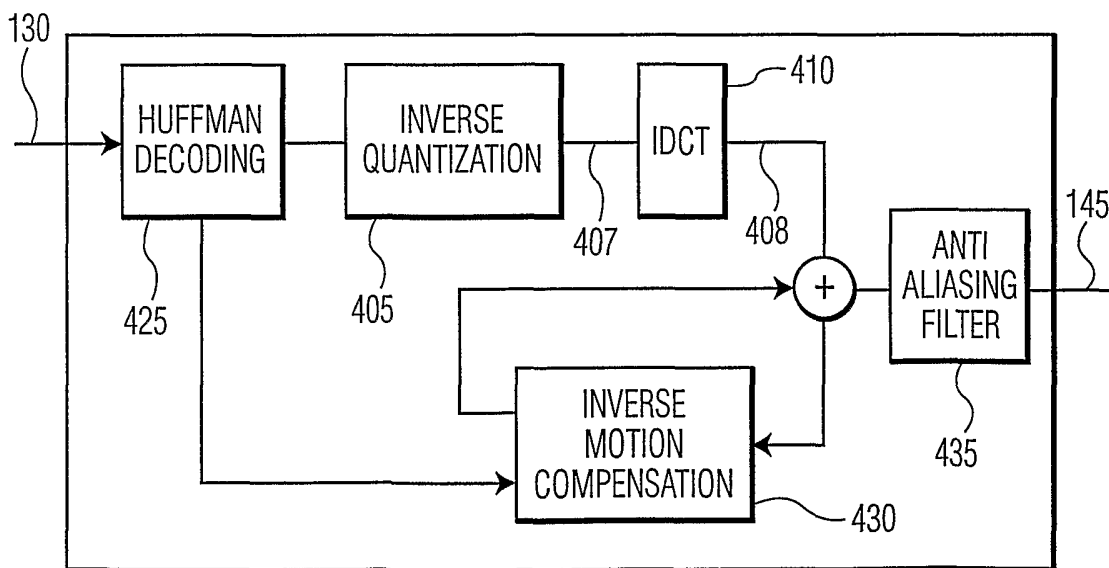 130
HUFFMAN
DECODING
425
INVERSE
QUANTIZATION
405
407
IDCT
410
408
+
ANTI
ALIASING
FILTER
435
145
INVERSE
MOTION
COMPENSATION
430